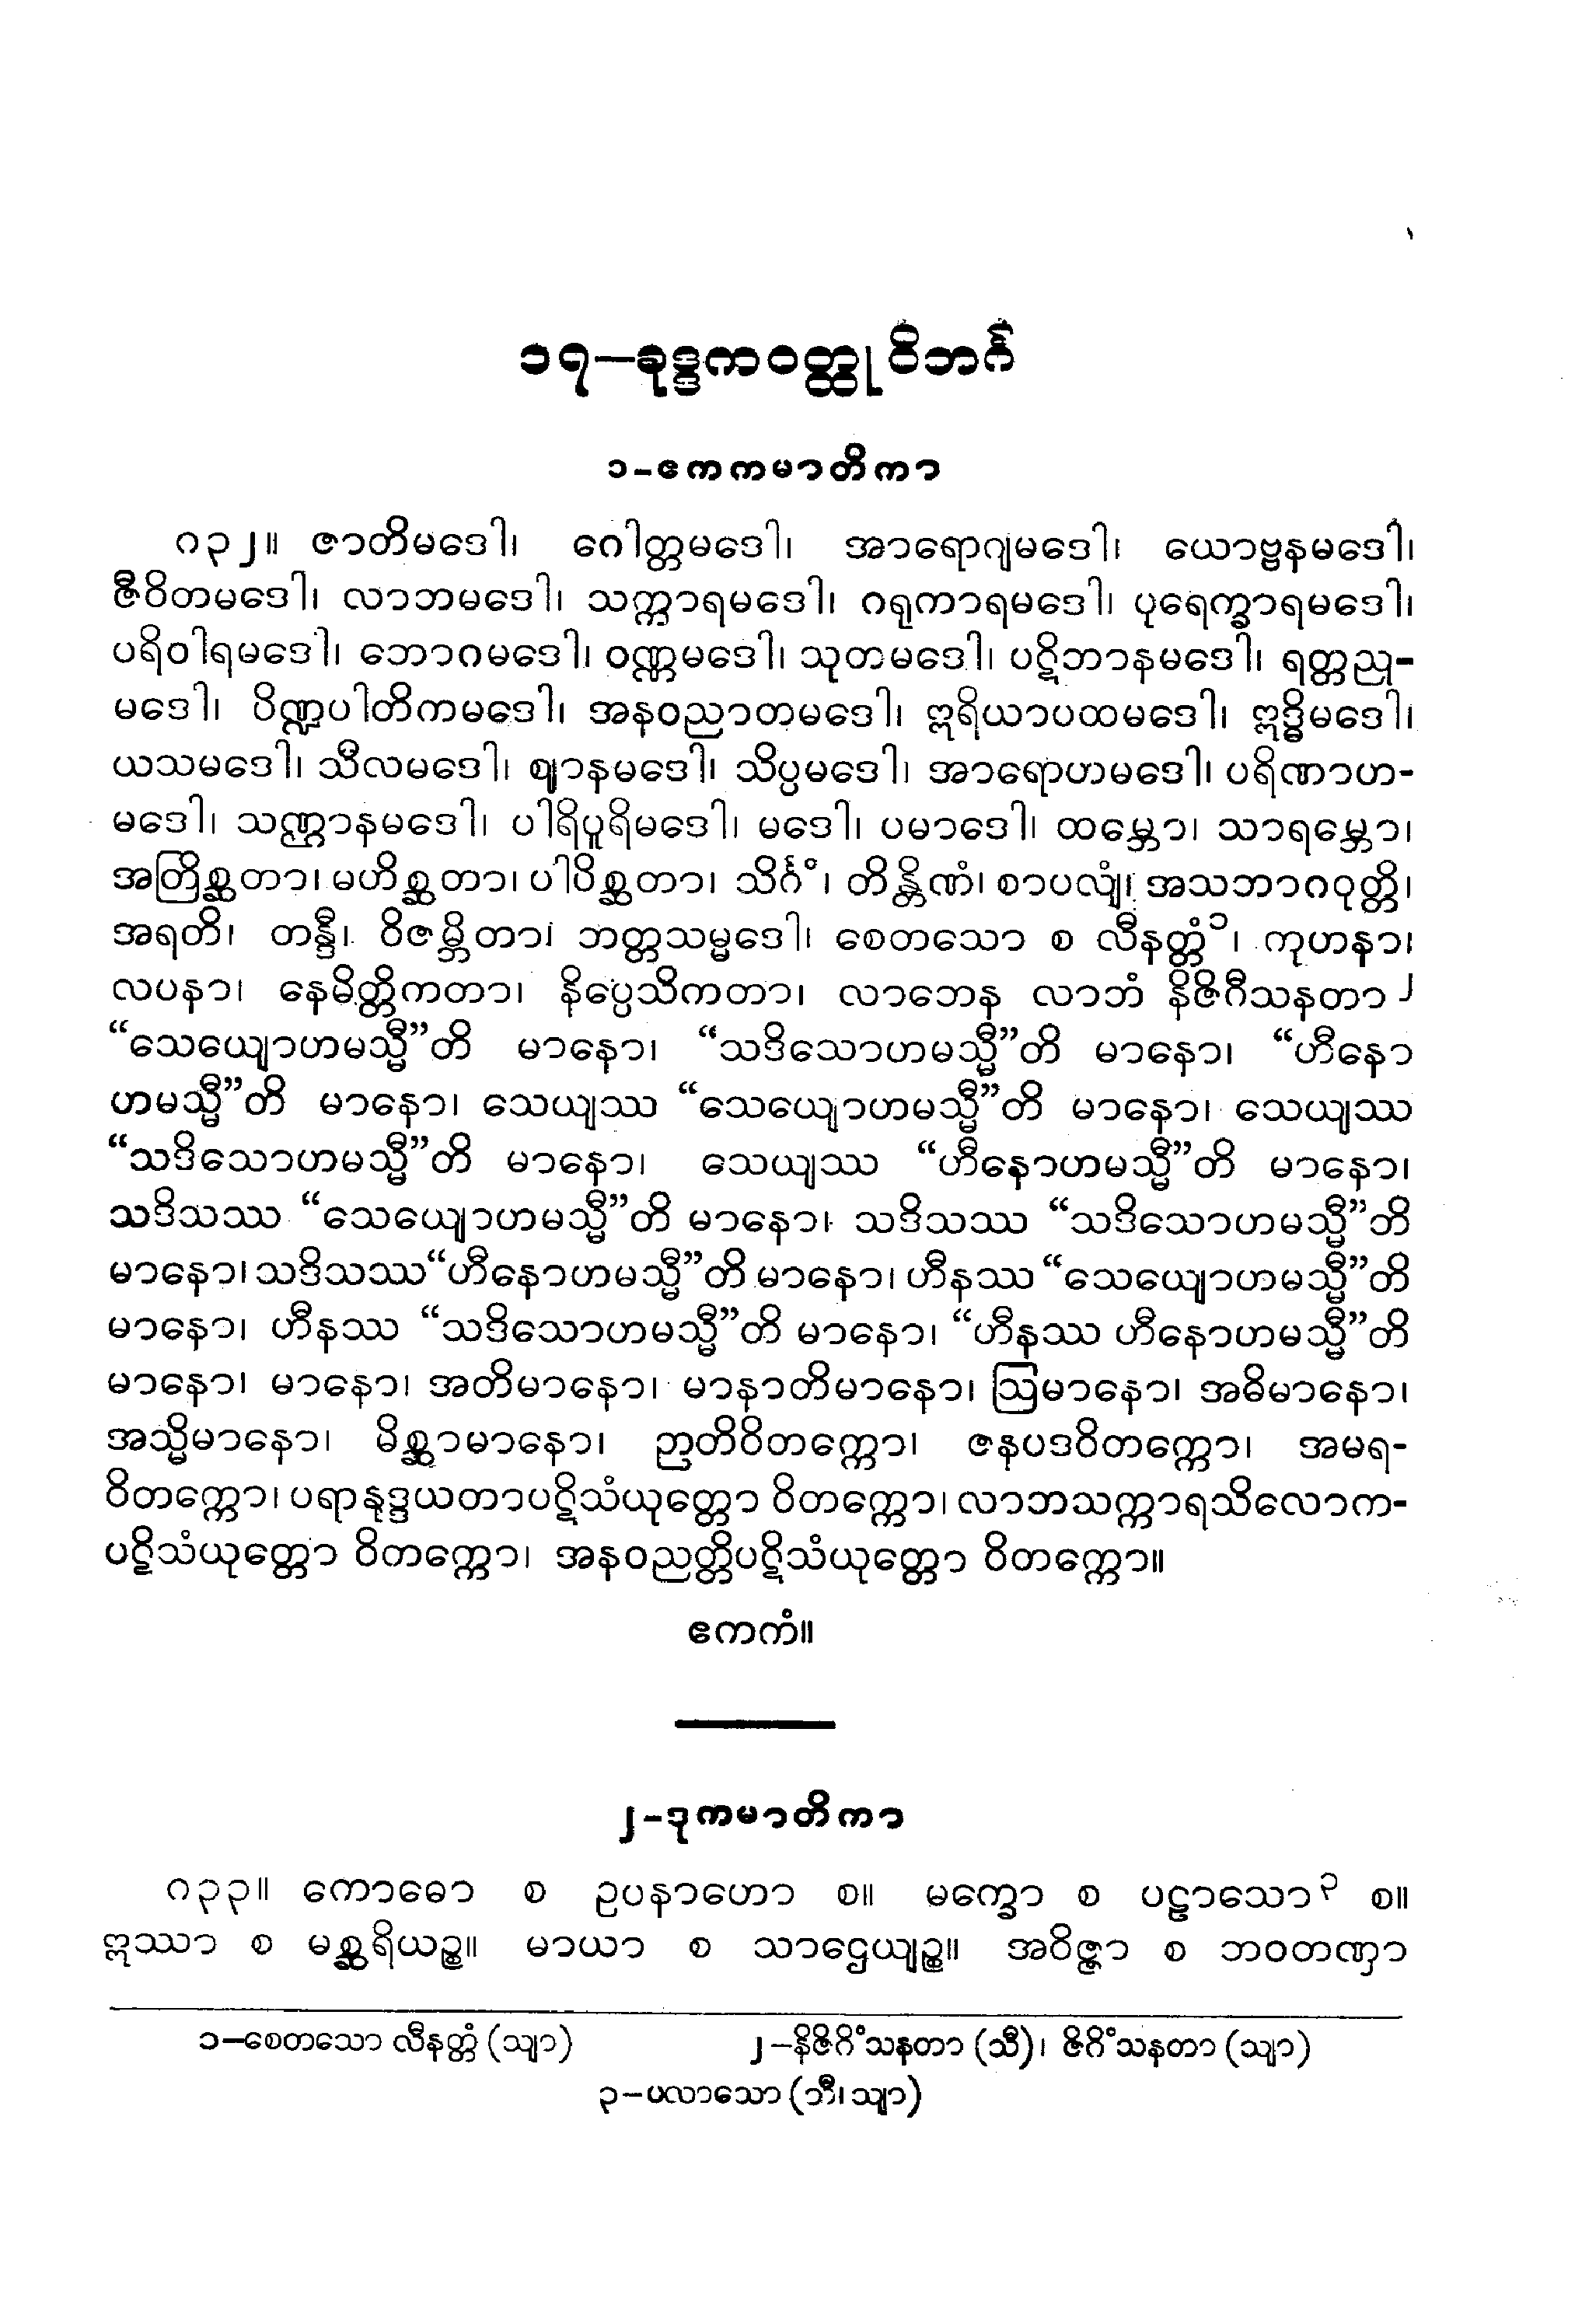 ၁၇—ခုဒ္ဒကဝတ္ထုဝိဘင်္ဂ
၁-ဧကကမာတိကာ
၈၃၂။ ဇာတိမဒေါ၊ ဂေါတ္တမဒေါ၊ အာရောဂျမဒေါ၊ ယောဗ္ဗနမဒေါ၊
ဇီဝိတမဒေါ၊ လာဘမဒေါ၊ သက္ကာရမဒေါ၊ ဂရုကာရမဒေါ၊ ပုရေက္ခာရမဒေါ၊
ပရိဝါရမဒေါ၊ ဘောဂမဒေါ၊ ဝဏ္ဏမဒေါ၊ သုတမဒေါ၊ ပဋိဘာနမဒေါ၊ ရတ္တညု-
မဒေါ၊ ပိဏ္ဍပါတိကမဒေါ၊ အနဝညာတမဒေါ၊ ဣရိယာပထမဒေါ၊ ဣဒ္ဓိမဒေါ၊
ယသမဒေါ၊ သီလမဒေါ၊ ဈာနမဒေါ၊ သိပ္ပမဒေါ၊ အာရောဟမဒေါ၊ ပရိဏာဟ-
မဒေါ၊ သဏ္ဌာနမဒေါ၊ ပါရိပူရိမဒေါ၊ မဒေါ၊ ပမာဒေါ၊ ထမ္ဘော၊ သာရမ္ဘော၊
အတြိစ္ဆတာ၊ မဟိစ္ဆတာ၊ ပါပိစ္ဆတာ၊ သိင်္ဂံ၊ တိန္တိဏံ၊ စာပလျံ၊ အသဘာဂဝုတ္တိ၊
အရတိ၊ တန္ဒီ၊ ဝိဇမ္ဘိတာ၊ ဘတ္တသမ္မဒေါ၊ စေတသော စ လီနတ္တံ၁၊ ကုဟနာ၊
လပနာ၊ နေမိတ္တိကတာ၊ နိပ္ပေသိကတာ၊ လာဘေန လာဘံ နိဇိဂီသနတာ၂
“သေယျောဟမသ္မီ”တိ မာနော၊ “သဒိသောဟမသ္မီ”တိ မာနော၊ “ဟီနော
ဟမသ္မီ”တိ မာနော၊ သေယျဿ “သေယျောဟမသ္မီ”တိ မာနော၊ သေယျဿ
“သဒိသောဟမသ္မီ”တိ မာနော၊ သေယျဿ “ဟီနောဟမသ္မီ”တိ မာနော၊
သဒိသဿ “သေယျောဟမသ္မီ”တိ မာနော၊ သဒိသဿ “သဒိသောဟမသ္မီ”တိ
မာနော၊ သဒိသဿ“ဟီနောဟမသ္မီ”တိ မာနော၊ ဟီနဿ “သေယျောဟမသ္မီ”တိ
မာနော၊ ဟီနဿ “သဒိသောဟမသ္မီ”တိ မာနော၊ “ဟီနဿ ဟီနောဟမသ္မီ”တိ
မာနော၊ မာနော၊ အတိမာနော၊ မာနာတိမာနော၊ ဩမာနော၊ အဓိမာနော၊
အသ္မိမာနော၊ မိစ္ဆာမာနော၊ ဉာတိဝိတက္ကော၊ ဇနပဒဝိတက္ကော၊ အမရ-
ဝိတက္ကော၊ ပရာနုဒ္ဒယတာပဋိသံယုတ္တော ဝိတက္ကော၊ လာဘသက္ကာရသိလောက-
ပဋိသံယုတ္တော ဝိကက္ကော၊ အနဝညတ္တိပဋိသံယုတ္တော ဝိတက္ကော။
ဧကကံ။
၂-ဒုကမာတိကာ
၈၃၃။ ကောဓော စ ဥပနာဟော စ။ မက္ခော စ ပဠာသော၃ စ။
ဣဿာ စ မစ္ဆရိယဉ္စ။ မာယာ စ သာဌေယျဉ္စ။ အဝိဇ္ဇာ စ ဘဝတဏှာ
၁—စေတသော လီနတ္တံ (သျာ) ၂—နိဇိဂိံသနတာ (သီ)၊ ဇိဂိံသနတာ (သျာ)
၃—ပလာသော (ဘီ၊ သျာ)